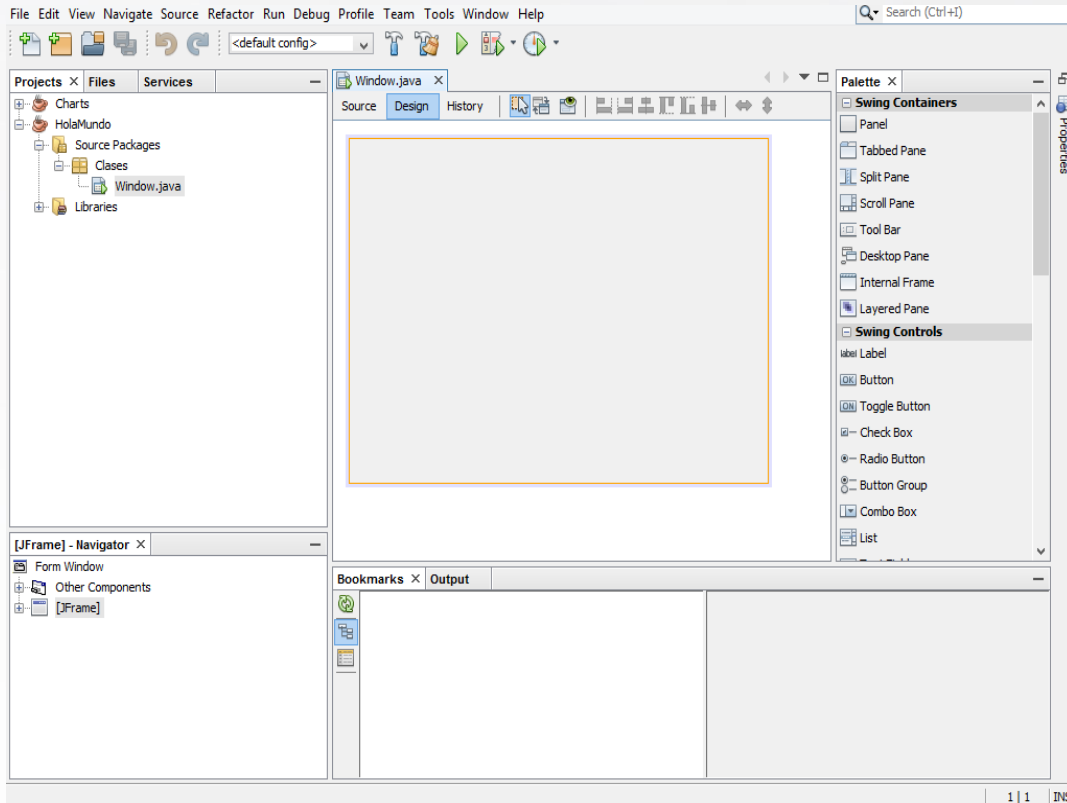 File Edit View Navigate Source Refactor Run Debug Profile Team Tools Window Help
Search (Ctrl+I)
<default config>
Projects Files Services
Charts
HolaMundo
Source Packages
Clases
Window.java
Libraries
[JFrame] - Navigator
Form Window
Other Components
[JFrame]
Window.java
Source Design History
Bookmarks Output
Palette
Swing Containers
Panel
Tabbed Pane
Split Pane
Scroll Pane
Tool Bar
Desktop Pane
Internal Frame
Layered Pane
Swing Controls
label Label
OK Button
ON Toggle Button
Check Box
Radio Button
Button Group
Combo Box
List
Properties
1 | 1 INS